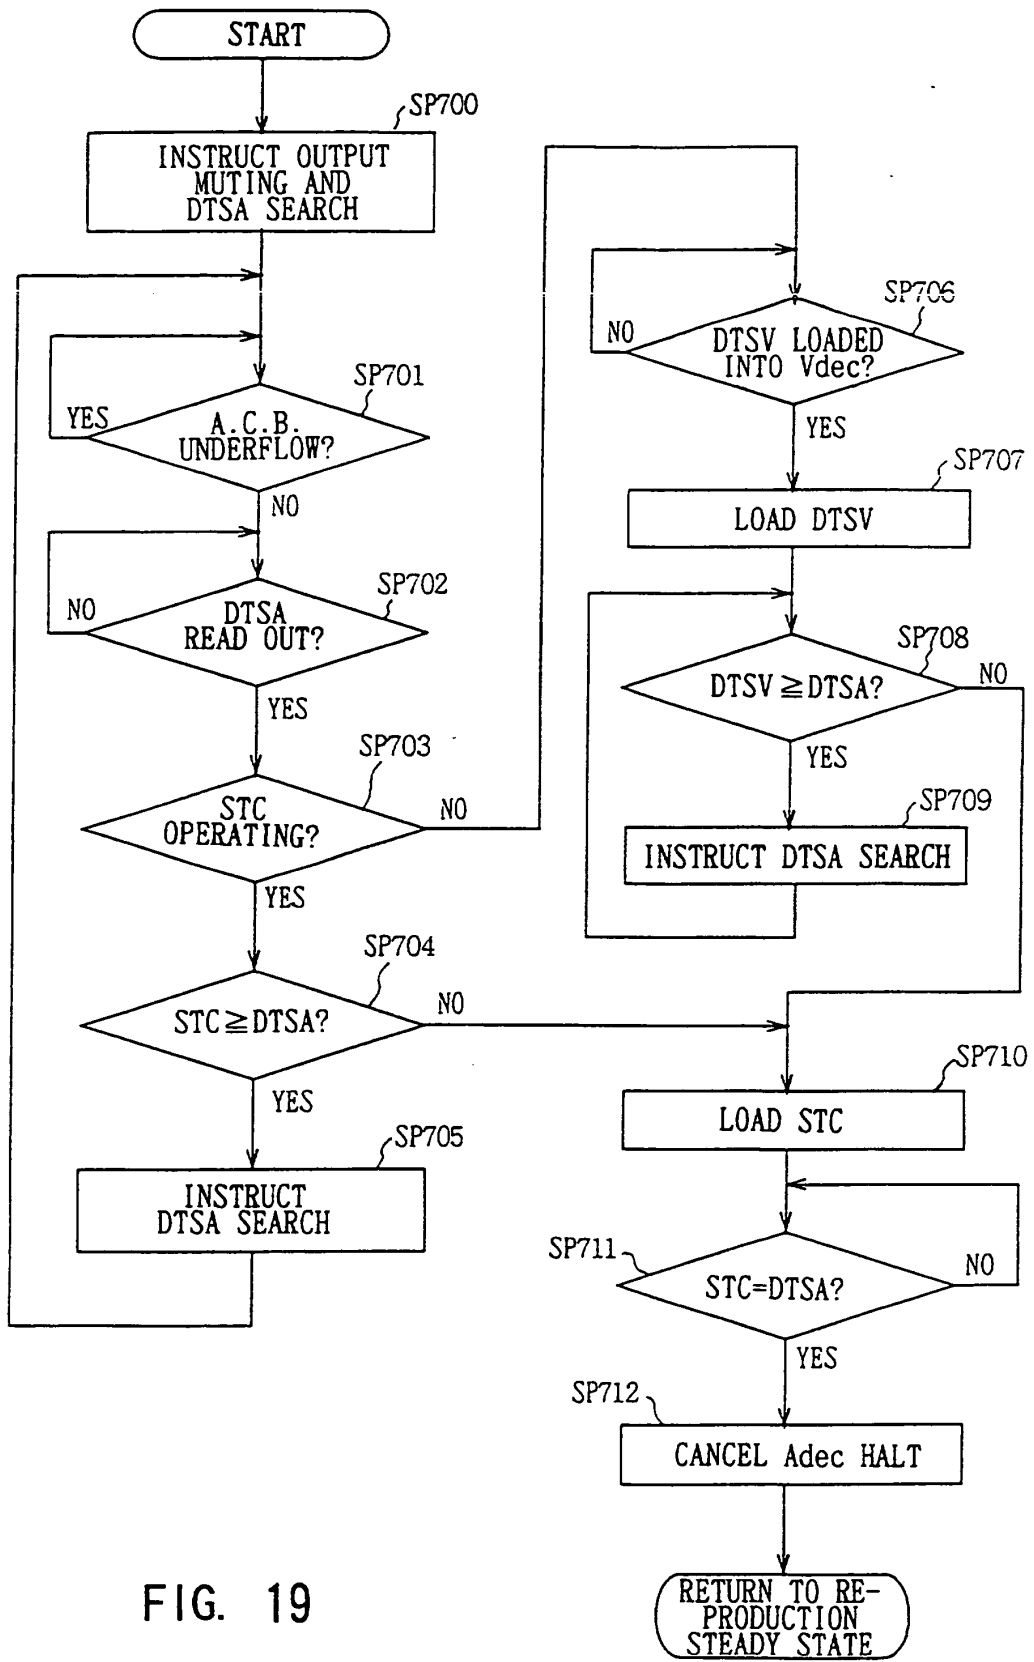 START
SP700
INSTRUCT OUTPUT
MUTING AND
DTSA SEARCH
SP701
YES
A.C.B.
UNDERFLOW?
NO
SP702
NO
DTSA
READ OUT?
YES
SP703
STC
OPERATING?
NO
YES
SP704
STC≧DTSA?
NO
YES
SP705
INSTRUCT
DTSA SEARCH
SP706
NO
DTSV LOADED
INTO Vdec?
YES
SP707
LOAD DTSV
SP708
DTSV≧DTSA?
NO
YES
SP709
INSTRUCT DTSA SEARCH
SP710
LOAD STC
SP711
STC=DTSA?
NO
YES
SP712
CANCEL Adec HALT
RETURN TO RE-
PRODUCTION
STEADY STATE
FIG. 19